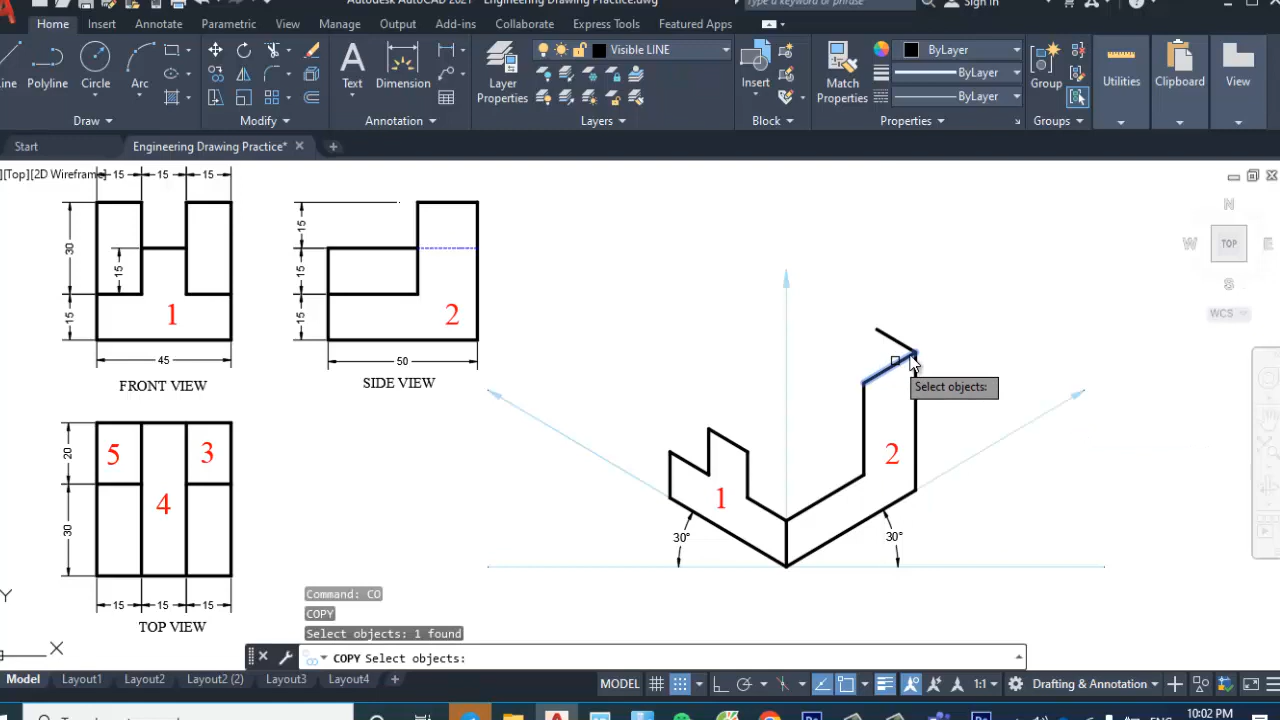 Autodesk AutoCAD 2021 Engineering Drawing Practice.dwg
Type a keyword or phrase
Sign In
Home Insert Annotate Parametric View Manage Output Add-ins Collaborate Express Tools Featured Apps
Line Polyline Circle Arc
Text Dimension
Layer Properties
Visible LINE
Insert
Match Properties
ByLayer
ByLayer
ByLayer
Group
Utilities
Clipboard
View
Draw Modify Annotation Layers Block Properties Groups
Start Engineering Drawing Practice*
][Top][2D Wireframe]
15 15 15
30
15
15
1
45
FRONT VIEW
15
15
15
2
50
SIDE VIEW
5 3
4
20
30
15 15 15
TOP VIEW
1
2
30°
30°
Select objects:
N
W TOP E
S
WCS
Y
X
Command: CO
COPY
Select objects: 1 found
COPY Select objects:
Model Layout1 Layout2 Layout2 (2) Layout3 Layout4
MODEL 1:1 Drafting & Annotation
10:02 PM